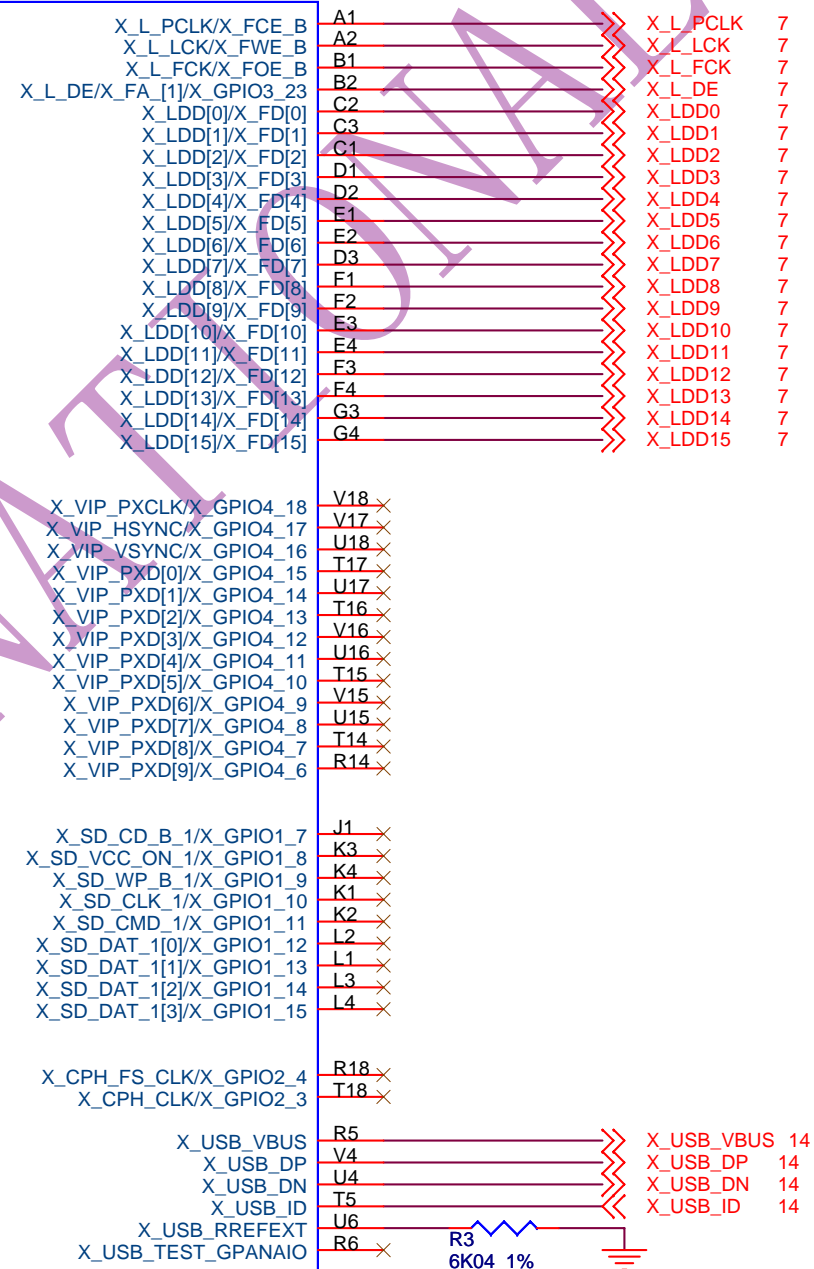 X_L_PCLK/X_FCE_B A1 X_L_PCLK 7
X_L_LCK/X_FWE_B A2 X_L_LCK 7
X_L_FCK/X_FOE_B B1 X_L_FCK 7
X_L_DE/X_FA_[1]/X_GPIO3_23 B2 X_L_DE 7
X_LDD[0]/X_FD[0] C2 X_LDD0 7
X_LDD[1]/X_FD[1] C3 X_LDD1 7
X_LDD[2]/X_FD[2] C1 X_LDD2 7
X_LDD[3]/X_FD[3] D1 X_LDD3 7
X_LDD[4]/X_FD[4] D2 X_LDD4 7
X_LDD[5]/X_FD[5] E1 X_LDD5 7
X_LDD[6]/X_FD[6] E2 X_LDD6 7
X_LDD[7]/X_FD[7] D3 X_LDD7 7
X_LDD[8]/X_FD[8] F1 X_LDD8 7
X_LDD[9]/X_FD[9] F2 X_LDD9 7
X_LDD[10]/X_FD[10] E3 X_LDD10 7
X_LDD[11]/X_FD[11] E4 X_LDD11 7
X_LDD[12]/X_FD[12] F3 X_LDD12 7
X_LDD[13]/X_FD[13] F4 X_LDD13 7
X_LDD[14]/X_FD[14] G3 X_LDD14 7
X_LDD[15]/X_FD[15] G4 X_LDD15 7
X_VIP_PXCLK/X_GPIO4_18 V18
X_VIP_HSYNC/X_GPIO4_17 V17
X_VIP_VSYNC/X_GPIO4_16 U18
X_VIP_PXD[0]/X_GPIO4_15 T17
X_VIP_PXD[1]/X_GPIO4_14 U17
X_VIP_PXD[2]/X_GPIO4_13 T16
X_VIP_PXD[3]/X_GPIO4_12 V16
X_VIP_PXD[4]/X_GPIO4_11 U16
X_VIP_PXD[5]/X_GPIO4_10 T15
X_VIP_PXD[6]/X_GPIO4_9 V15
X_VIP_PXD[7]/X_GPIO4_8 U15
X_VIP_PXD[8]/X_GPIO4_7 T14
X_VIP_PXD[9]/X_GPIO4_6 R14
X_SD_CD_B_1/X_GPIO1_7 J1
X_SD_VCC_ON_1/X_GPIO1_8 K3
X_SD_WP_B_1/X_GPIO1_9 K4
X_SD_CLK_1/X_GPIO1_10 K1
X_SD_CMD_1/X_GPIO1_11 K2
X_SD_DAT_1[0]/X_GPIO1_12 L2
X_SD_DAT_1[1]/X_GPIO1_13 L1
X_SD_DAT_1[2]/X_GPIO1_14 L3
X_SD_DAT_1[3]/X_GPIO1_15 L4
X_CPH_FS_CLK/X_GPIO2_4 R18
X_CPH_CLK/X_GPIO2_3 T18
X_USB_VBUS R5 X_USB_VBUS 14
X_USB_DP V4 X_USB_DP 14
X_USB_DN U4 X_USB_DN 14
X_USB_ID T5 X_USB_ID 14
X_USB_RREFEXT U6
X_USB_TEST_GPANAIO R6
R3
6K04 1%
NATIONAL